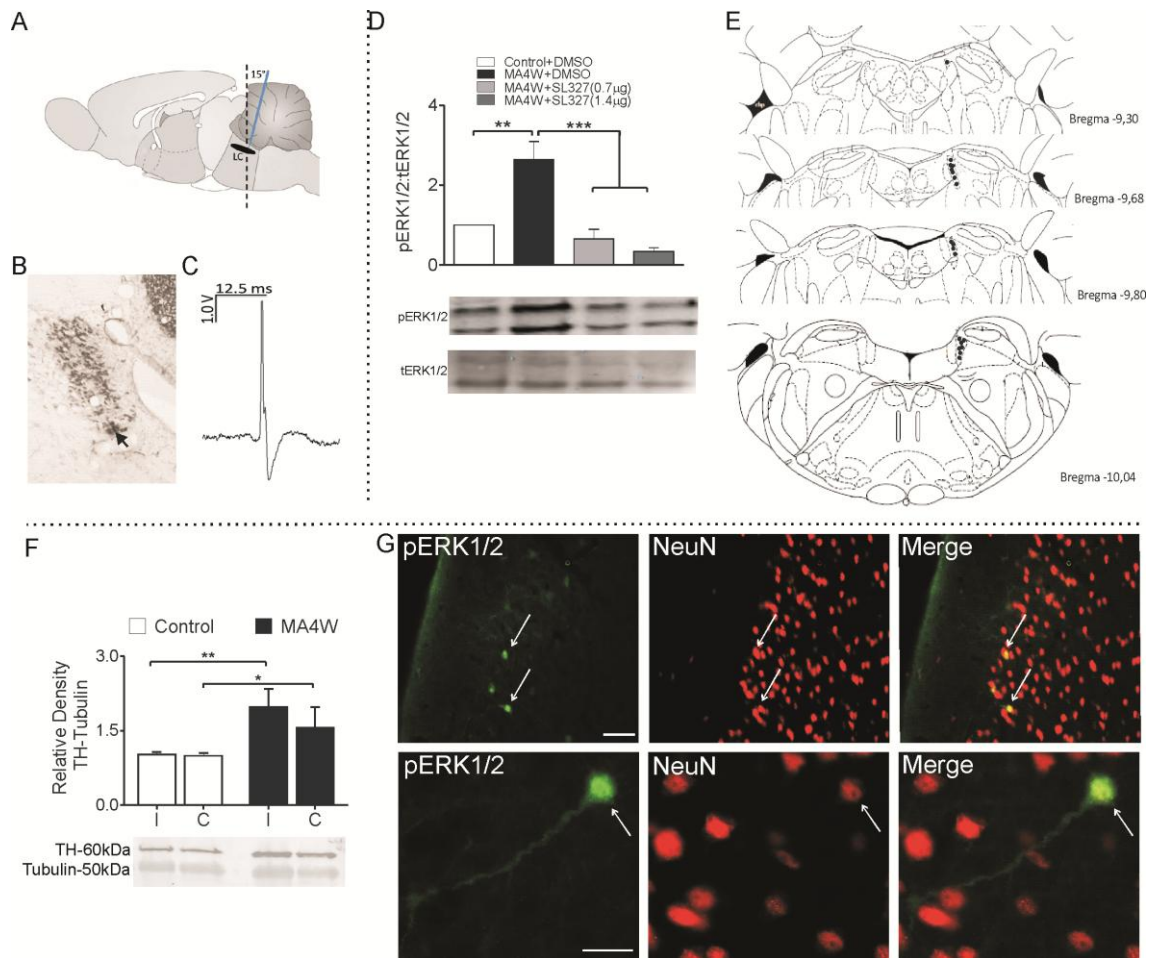 A
15°
LC
B
C
12.5 ms
1.0 V
D
Control+DMSO
MA4W+DMSO
MA4W+SL327(0.7µg)
MA4W+SL327(1.4µg)
pERK1/2:tERK1/2
4
2
0
**
***
pERK1/2
tERK1/2
E
Bregma -9,30
Bregma -9,68
Bregma -9,80
Bregma -10,04
F
Control
MA4W
Relative Density
TH-Tubulin
3.0
1.5
0.0
**
*
I C I C
TH-60kDa
Tubulin-50kDa
G
pERK1/2 NeuN Merge
pERK1/2 NeuN Merge